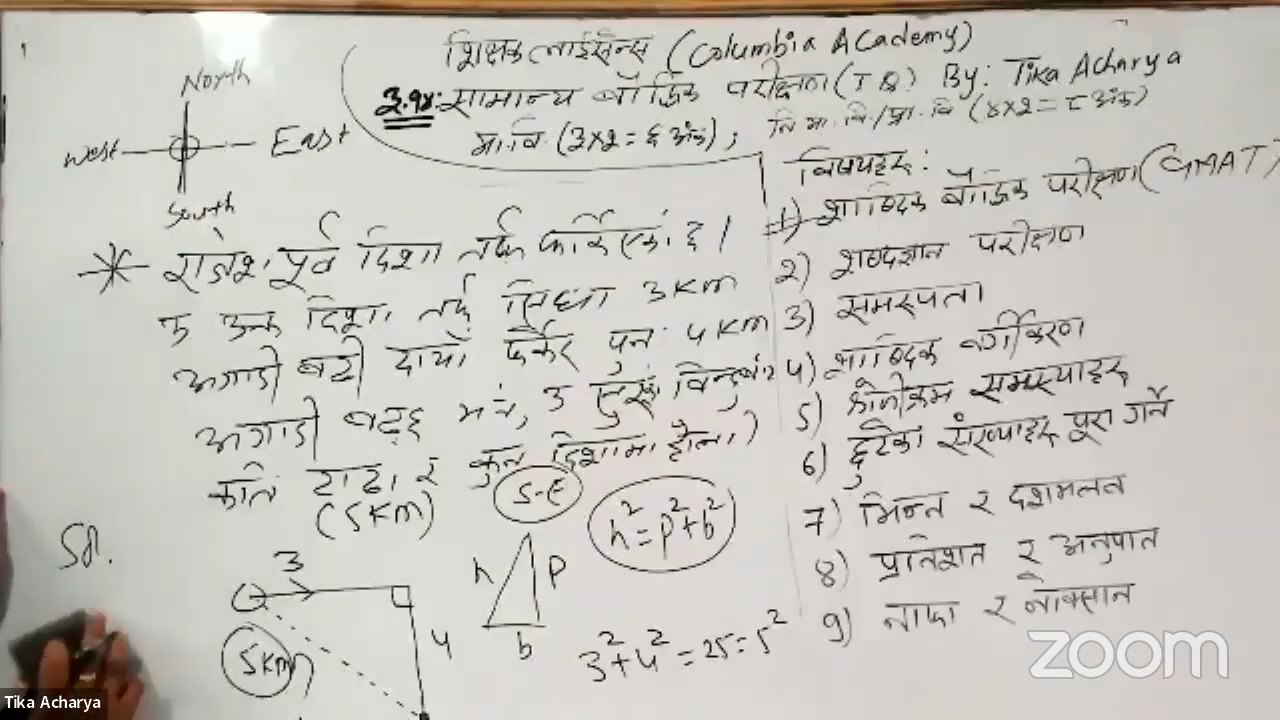 शिक्षक लाईसेन्स (Columbia Academy)
सामान्य बौद्धिक परीक्षण (I.Q.) By: Tika Acharya
मा.वि (3×2=6 अंक); नि.मा.वि./प्रा.वि (4×2=8 अंक)
North
West
East
South
* राजेश पूर्व दिशा तर्फ फर्किएका छ।
उ उक्त दिशा तर्फ सिधा 3KM
अगाडी बढी दायाँ फर्केर पुनः 4KM
अगाडी बढ्छ भने, उ सुरु विन्दुबाट
कति टाढा र कुन दिशामा होला?
(5KM)
S-E
Sol.
3
4
5KM
h
p
b
h²=p²+b²
3²+4²=25=5²
विषयहरु:
1) शाब्दिक बौद्धिक परीक्षण (GMAT)
2) शब्दज्ञान परीक्षण
3) समरुपता
4) शाब्दिक वर्गीकरण
5) श्रेणीक्रम समस्याहरु
6) छुटेका संख्याहरु पूरा गर्ने
7) भिन्न र दशमलव
8) प्रतिशत र अनुपात
9) नाफा र नोक्सान
zoom
Tika Acharya